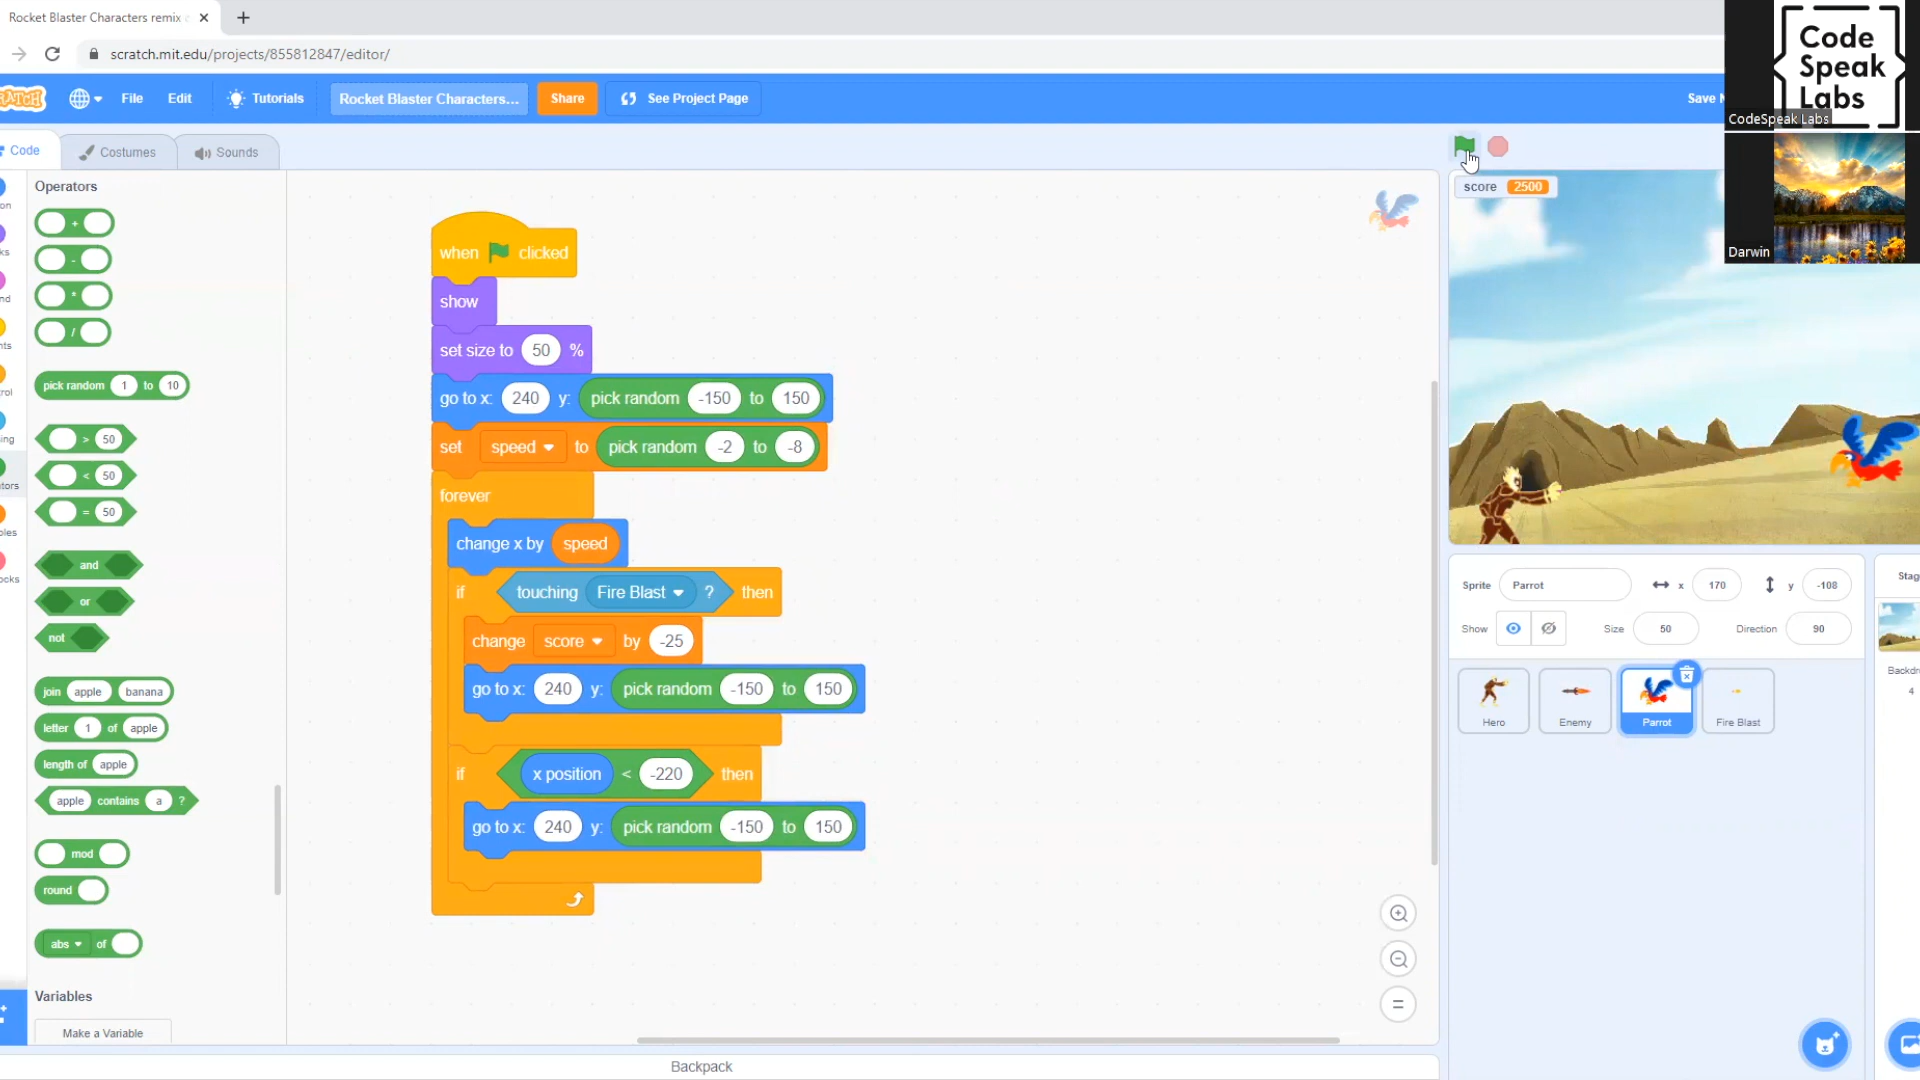 Rocket Blaster Characters remix
scratch.mit.edu/projects/855812847/editor/
File
Edit
Tutorials
Rocket Blaster Characters...
Share
See Project Page
Code
Speak
Labs
CodeSpeak Labs
Darwin
Code
Costumes
Sounds
Operators
+
-
*
/
pick random 1 to 10
> 50
< 50
= 50
and
or
not
join apple banana
letter 1 of apple
length of apple
apple contains a ?
mod
round
abs of
Variables
Make a Variable
when clicked
show
set size to 50 %
go to x: 240 y: pick random -150 to 150
set speed to pick random -2 to -8
forever
change x by speed
if touching Fire Blast ? then
change score by -25
go to x: 240 y: pick random -150 to 150
if x position < -220 then
go to x: 240 y: pick random -150 to 150
Backpack
score 2500
Sprite Parrot x 170 y -108
Show Size 50 Direction 90
Hero
Enemy
Parrot
Fire Blast
4